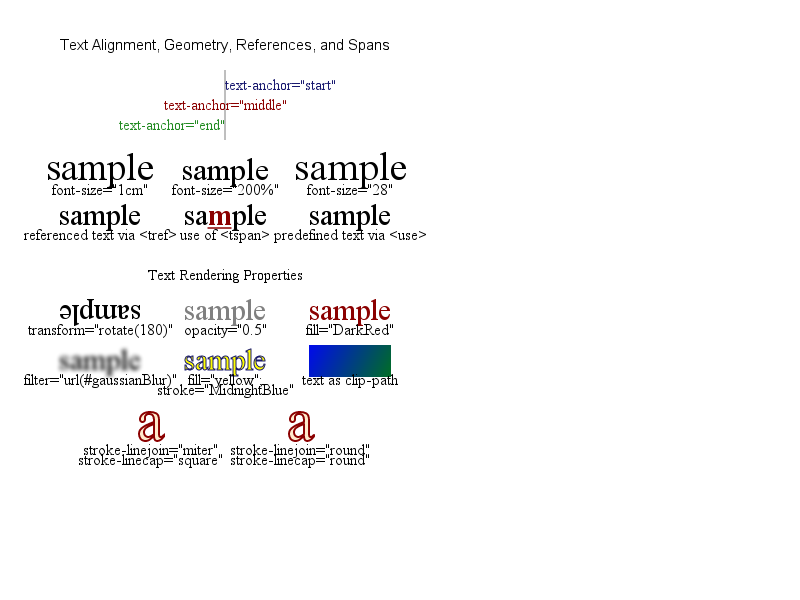 Text Alignment, Geometry, References, and Spans
text-anchor="start"
text-anchor="middle"
text-anchor="end"
sample sample sample
font-size="1cm" font-size="200%" font-size="28"
sample sample sample
referenced text via <tref> use of <tspan> predefined text via <use>
Text Rendering Properties
sample sample sample
transform="rotate(180)" opacity="0.5" fill="DarkRed"
sample sample
filter="url(#gaussianBlur)" fill="yellow" text as clip-path
stroke="MidnightBlue"
a a
stroke-linejoin="miter" stroke-linejoin="round"
stroke-linecap="square" stroke-linecap="round"